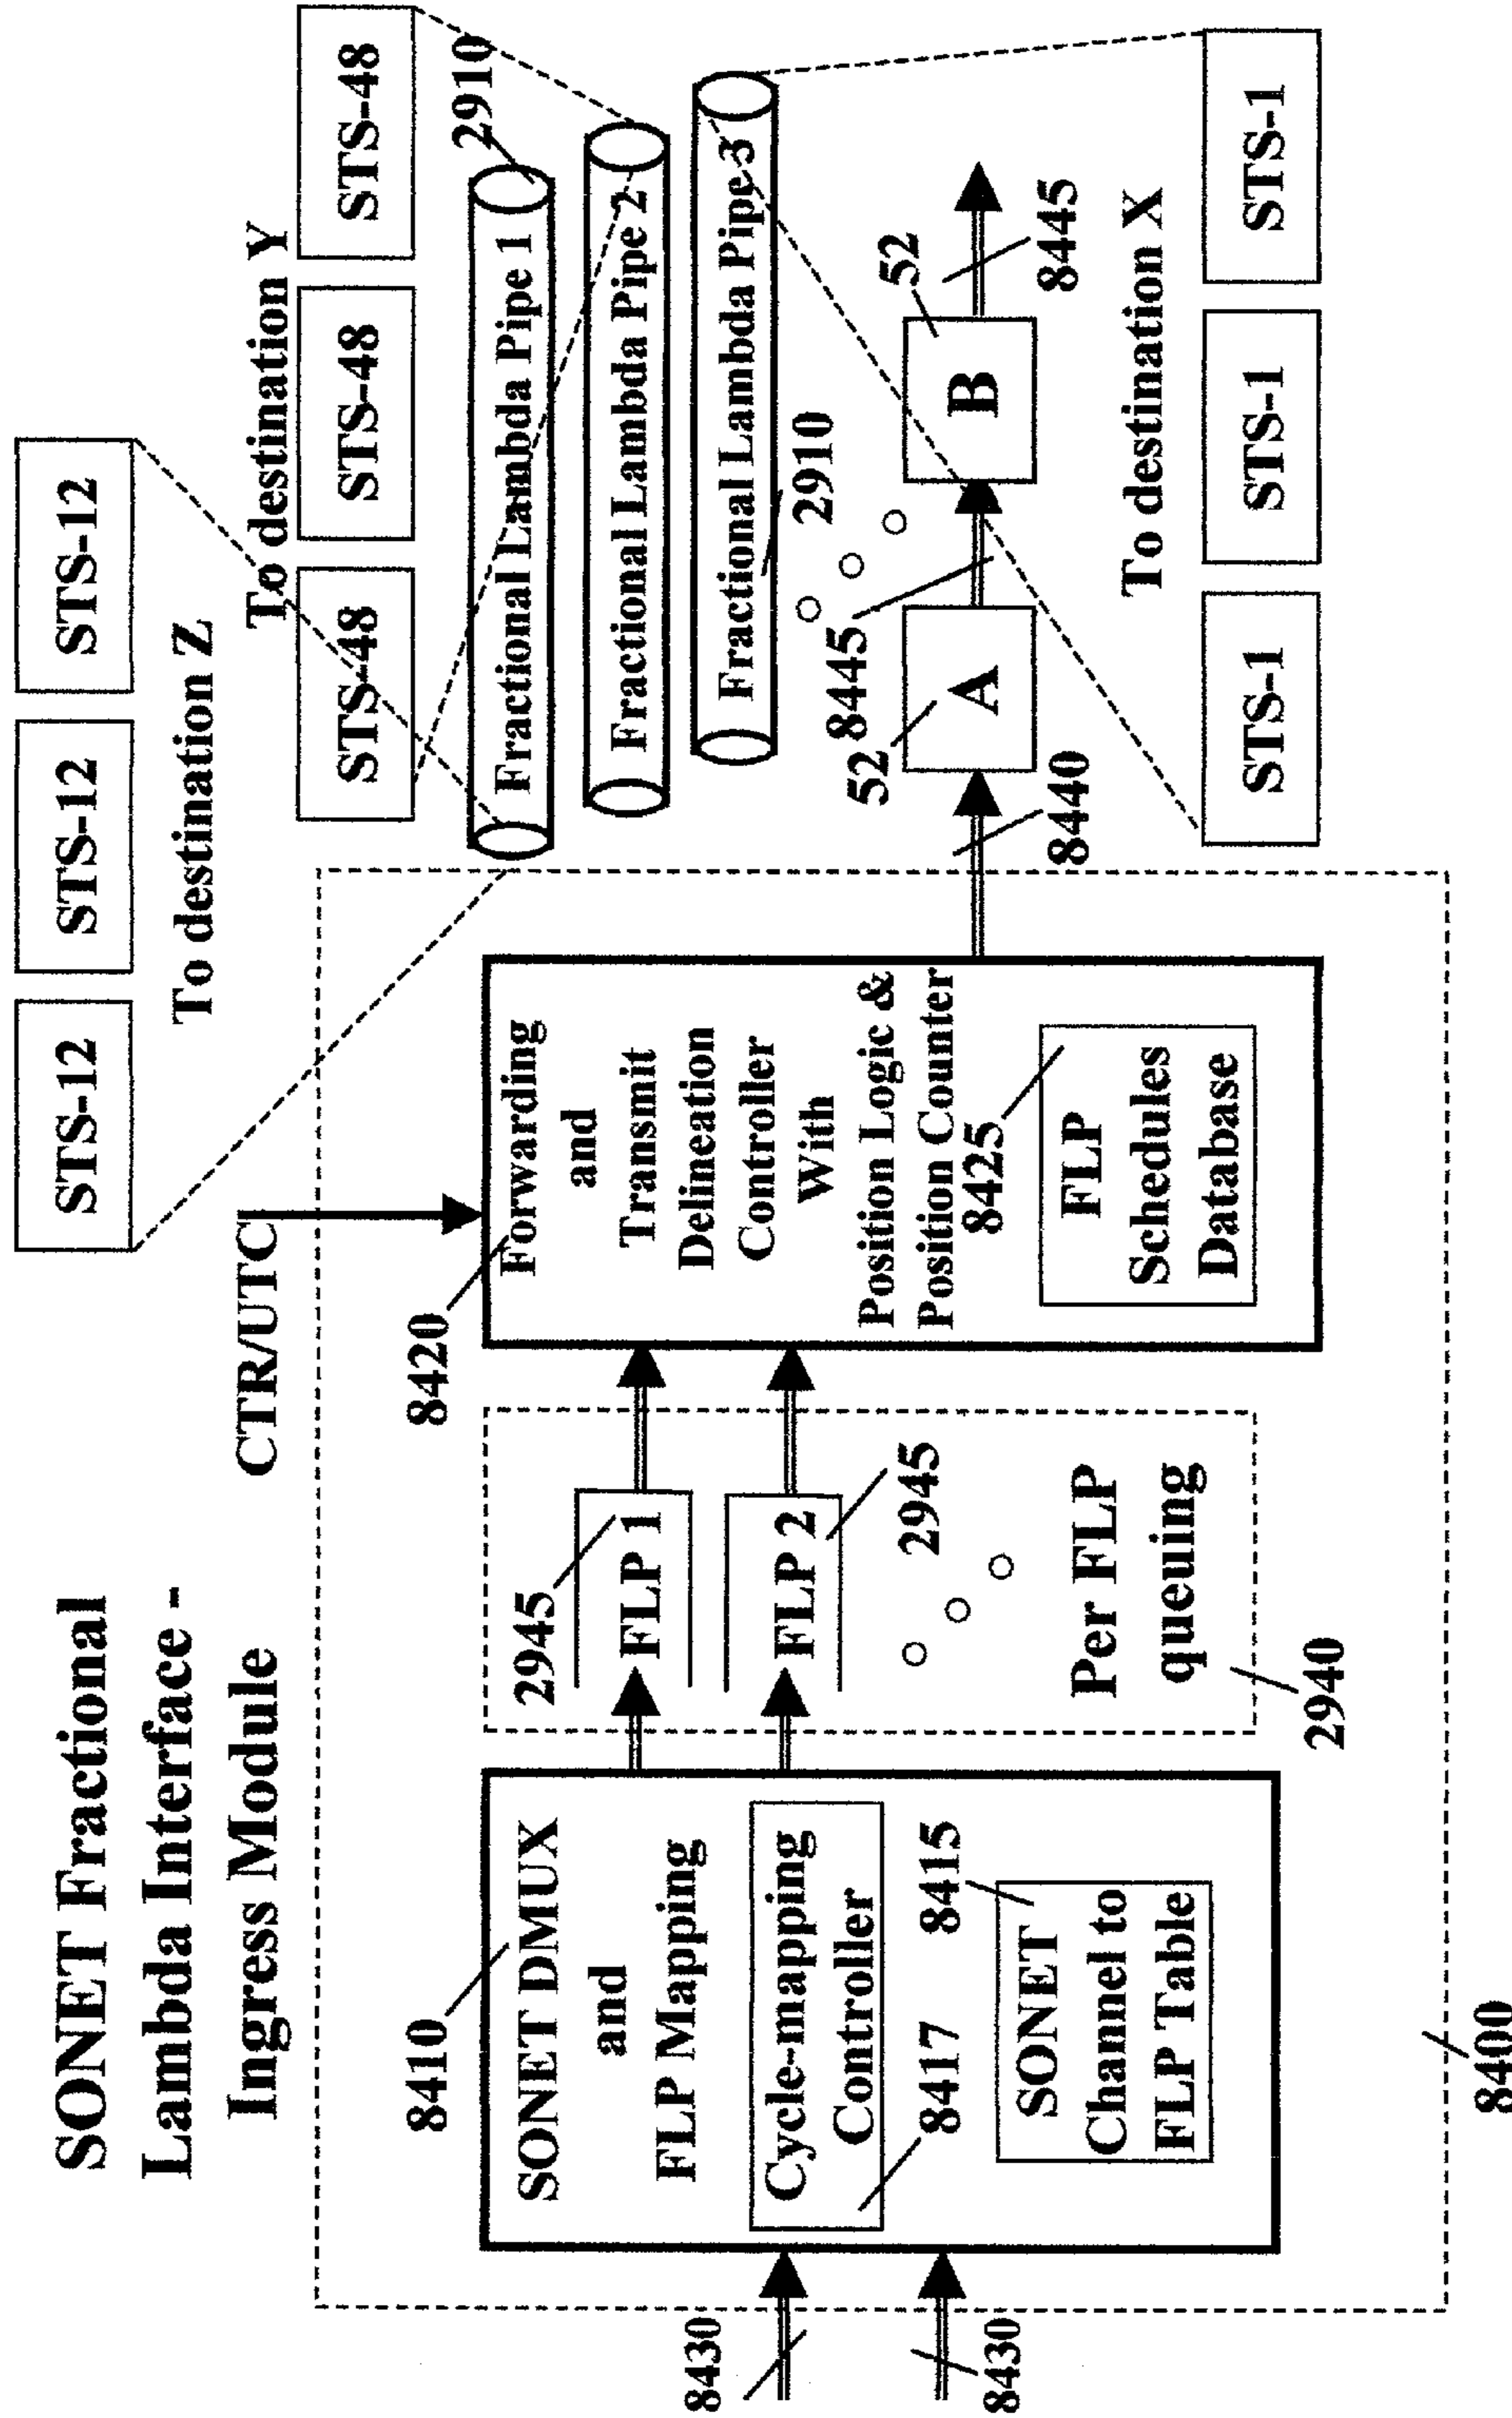 SONET Fractional
Lambda Interface -
Ingress Module
STS-12
STS-12
STS-12
To destination Z
To destination Y
STS-48
STS-48
STS-48
CTR/UTC
2910
Fractional Lambda Pipe 1
Fractional Lambda Pipe 2
Fractional Lambda Pipe 3
2910
8410
SONET DMUX
and
FLP Mapping
Cycle-mapping
Controller
8417
8415
SONET
Channel to
FLP Table
8430
8430
2945
FLP 1
FLP 2
2945
Per FLP
queuing
2940
8420
Forwarding
and
Transmit
Delineation
Controller
With
Position Logic &
Position Counter
8425
FLP
Schedules
Database
8440
52
A
8445
52
B
8445
To destination X
STS-1
STS-1
STS-1
8400